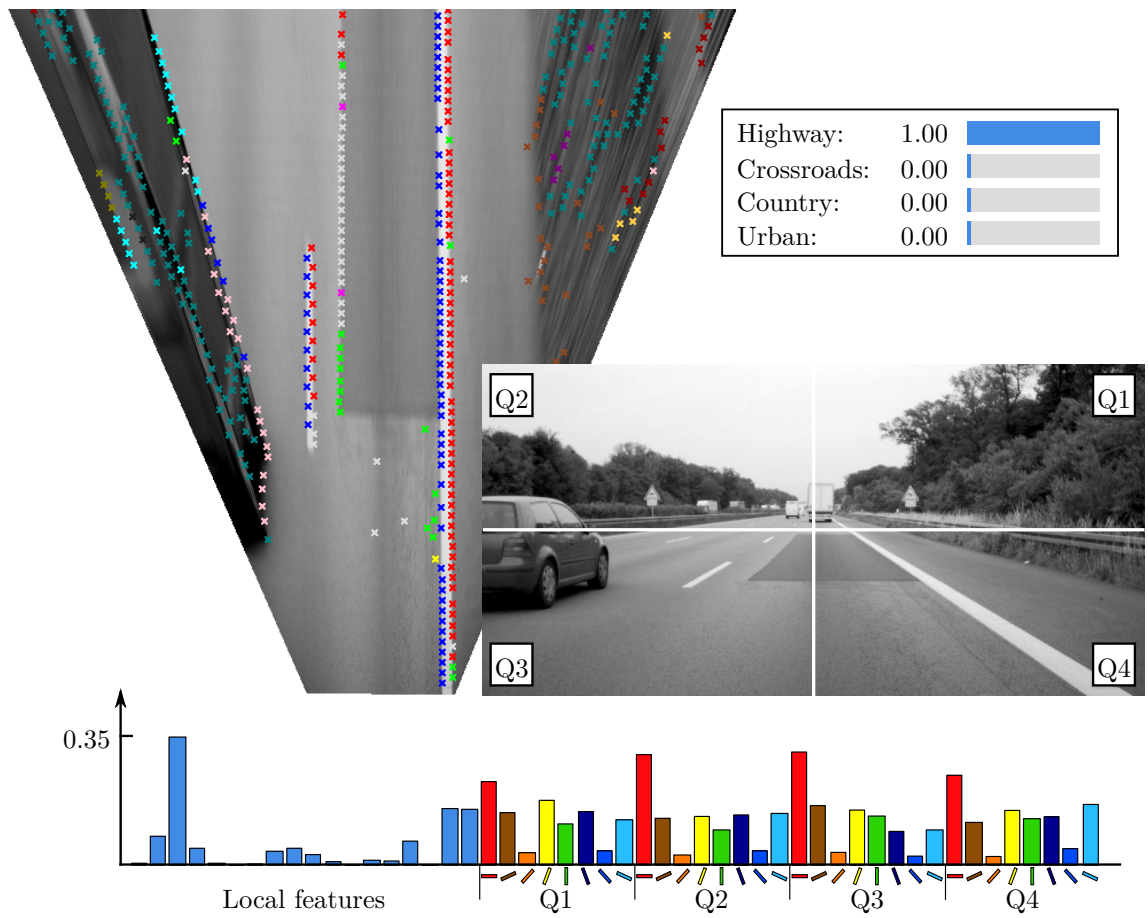 Highway: 1.00
Crossroads: 0.00
Country: 0.00
Urban: 0.00
Q2
Q1
Q3
Q4
0.35
Local features
Q1
Q2
Q3
Q4